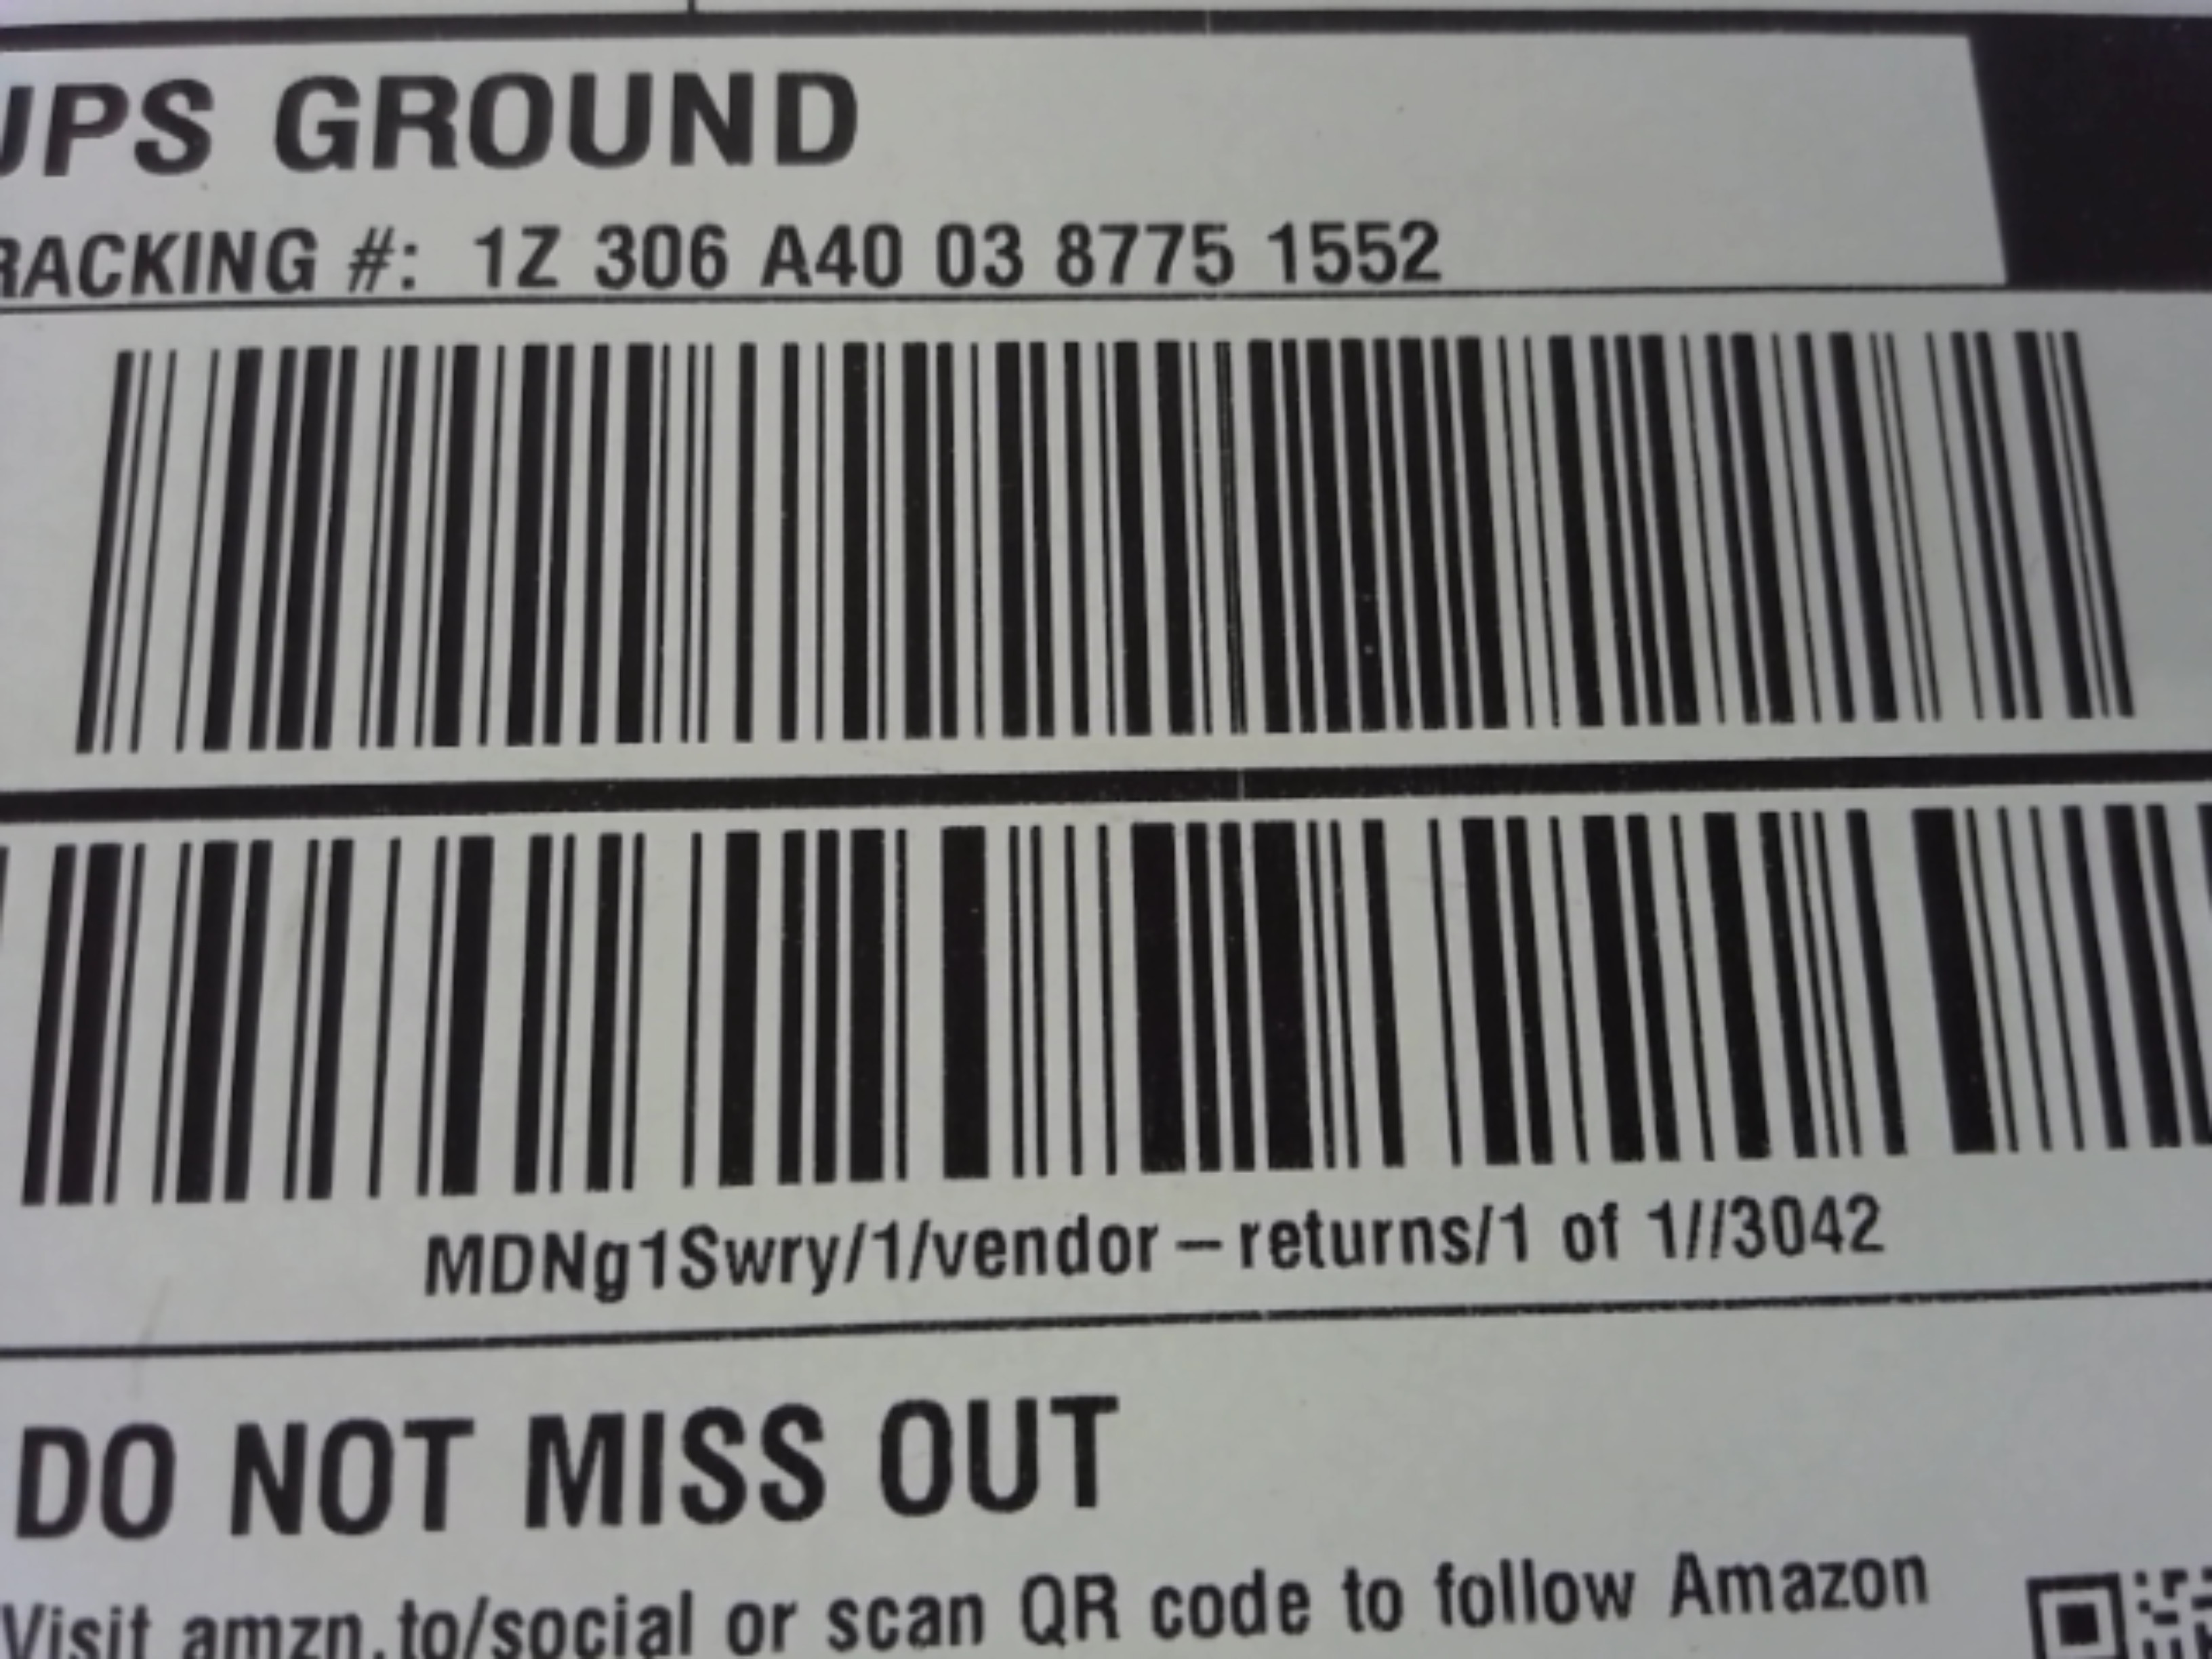 UPS GROUND
TRACKING #: 1Z 306 A40 03 8775 1552
MDNg1Swry/1/vendor-returns/1 of 1//3042
DO NOT MISS OUT
Visit amzn.to/social or scan QR code to follow Amazon